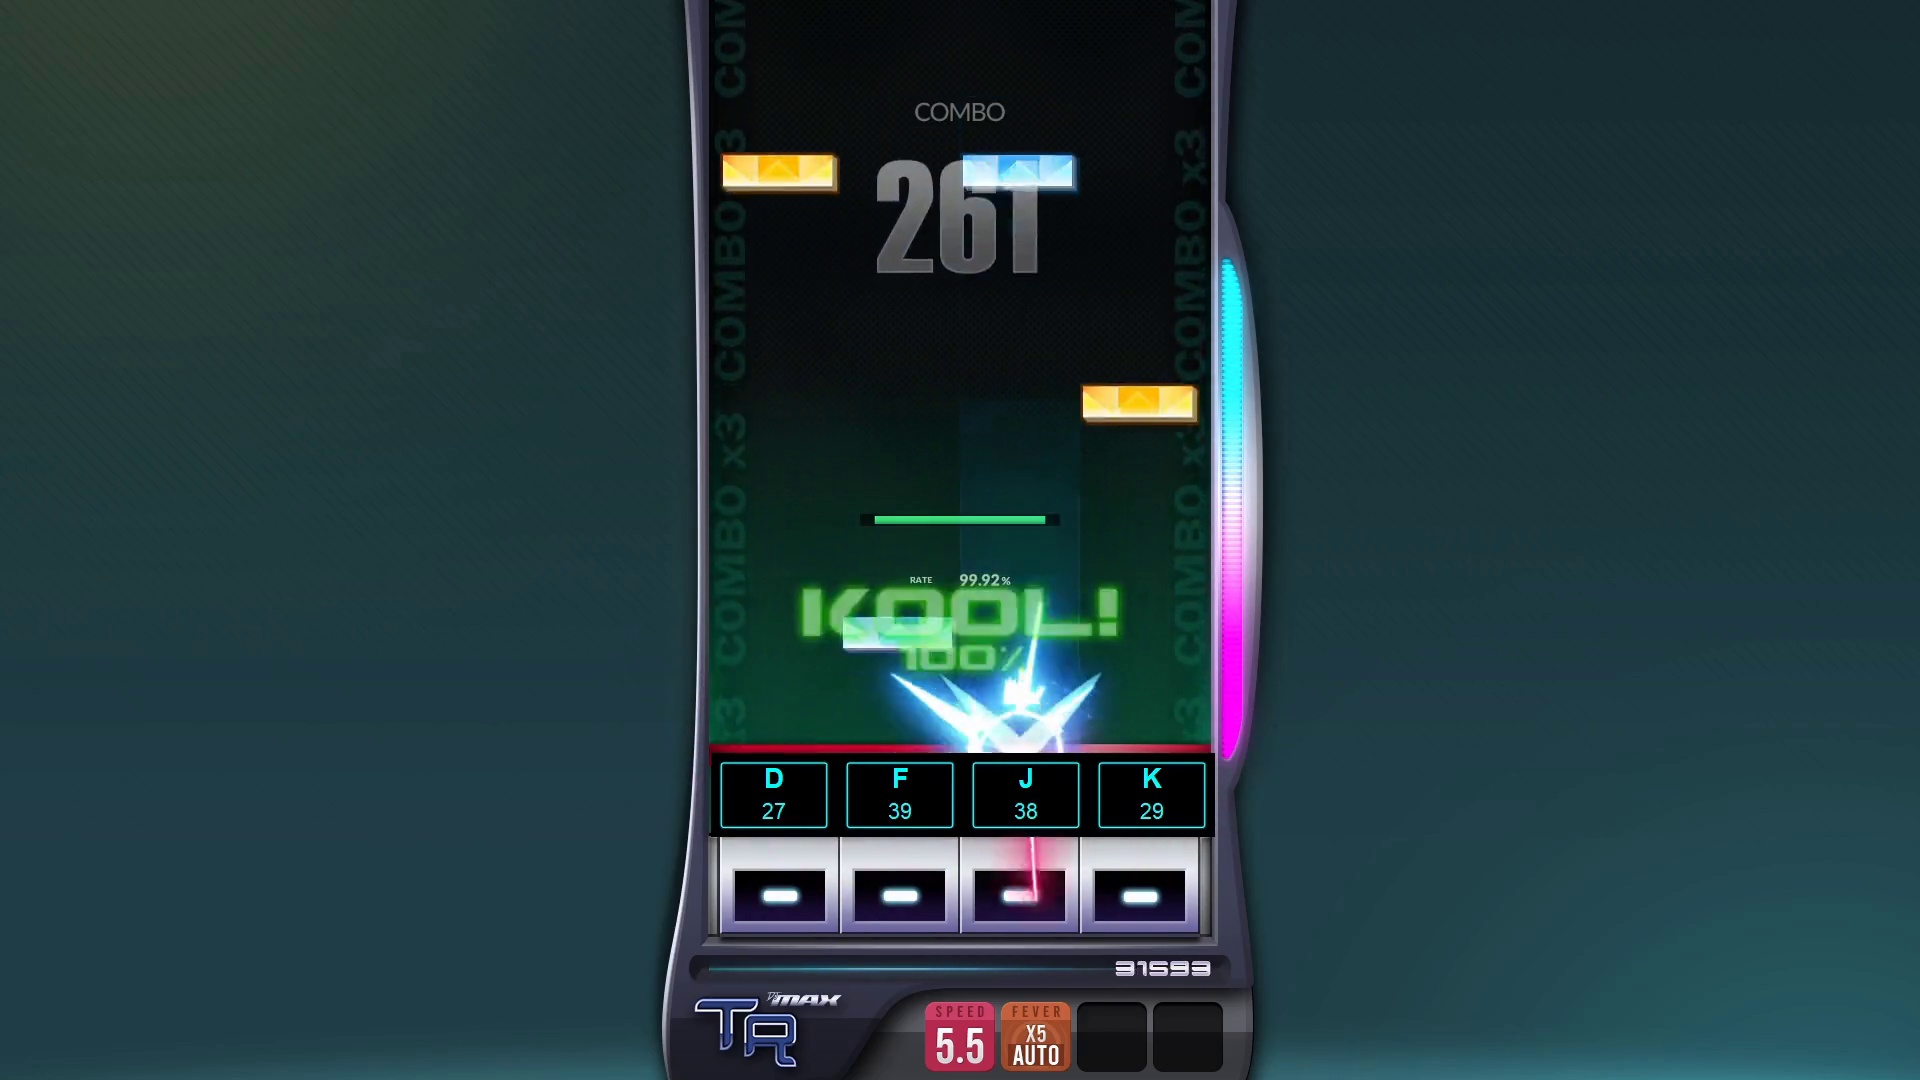 COMBO
261
COMBO x3 COMBO x3 COMBO x3
COMBO x3 COMBO x3 COMBO x3
RATE 99.92%
KOOL!
100%
D F J K
27 39 38 29
31593
MAX
TR
SPEED FEVER
5.5 X5
AUTO